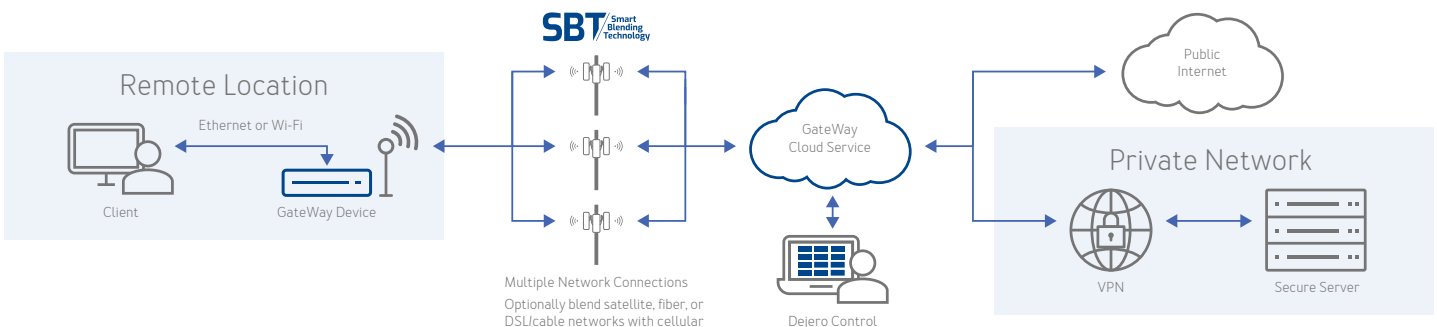 SBT/ Smart
Blending
Technology
Remote Location
Ethernet or Wi-Fi
Client
GateWay Device
Multiple Network Connections
Optionally blend satellite, fiber, or
DSL/cable networks with cellular
GateWay
Cloud Service
Dejero Control
Public
Internet
Private Network
VPN
Secure Server